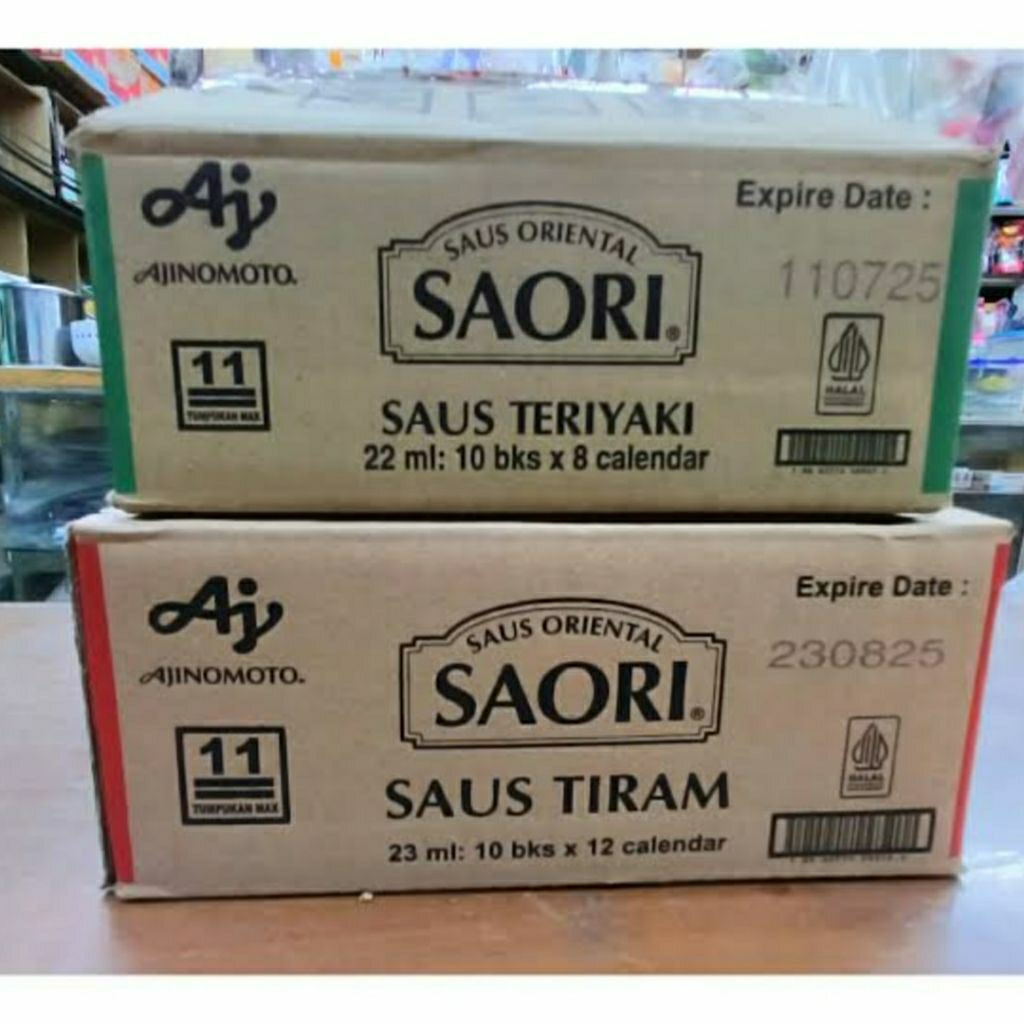 Aj
AJINOMOTO®
Expire Date :
SAUS ORIENTAL
SAORI®
110725
11
TUMPUKAN MAX
HALAL
SAUS TERIYAKI
22 ml: 10 bks x 8 calendar
Aj
AJINOMOTO®
Expire Date :
SAUS ORIENTAL
SAORI®
230825
11
TUMPUKAN MAX
HALAL
SAUS TIRAM
23 ml: 10 bks x 12 calendar